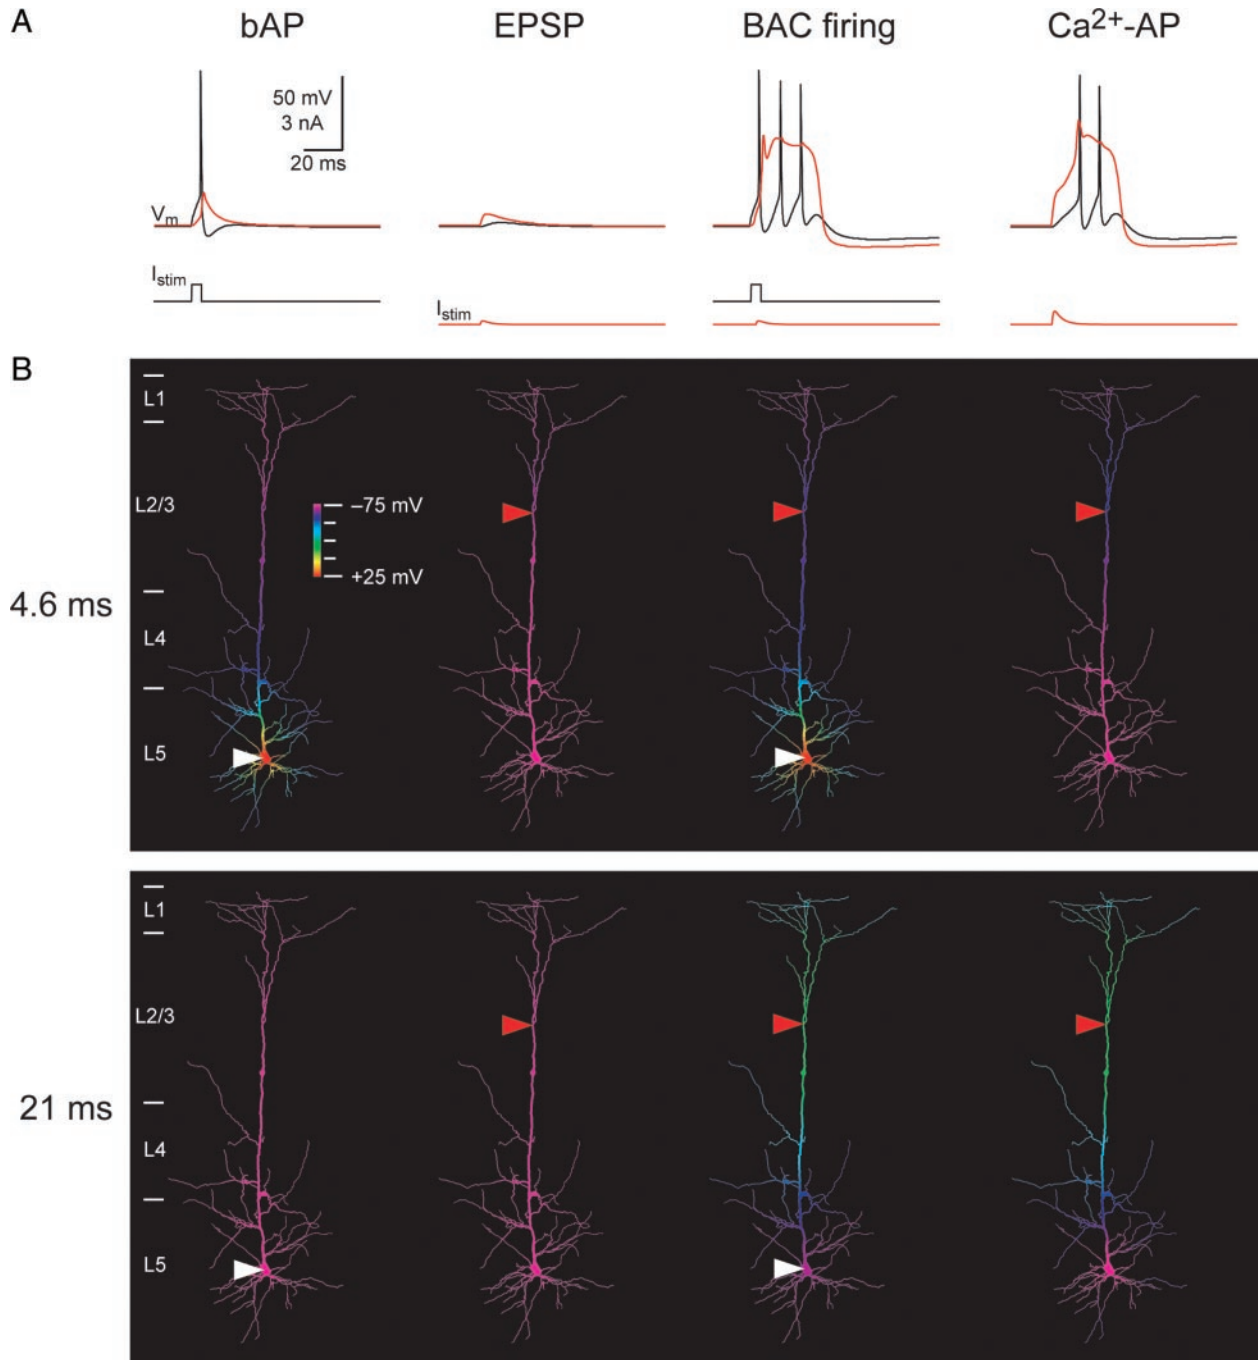 A
bAP
EPSP
BAC firing
Ca²⁺-AP
50 mV
3 nA
20 ms
Vm
Istim
Istim
B
L1
L2/3
–75 mV
+25 mV
4.6 ms
L4
L5
L1
L2/3
21 ms
L4
L5